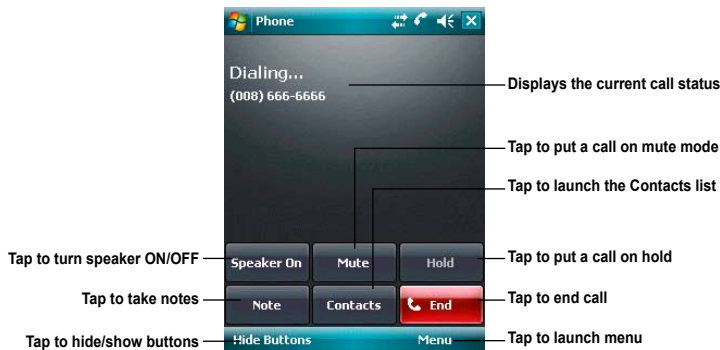 Phone
Dialing...
(008) 666-6666
Displays the current call status
Tap to put a call on mute mode
Tap to launch the Contacts list
Tap to turn speaker ON/OFF
Speaker On
Mute
Hold
Tap to put a call on hold
Tap to take notes
Note
Contacts
End
Tap to end call
Tap to hide/show buttons
Hide Buttons
Menu
Tap to launch menu